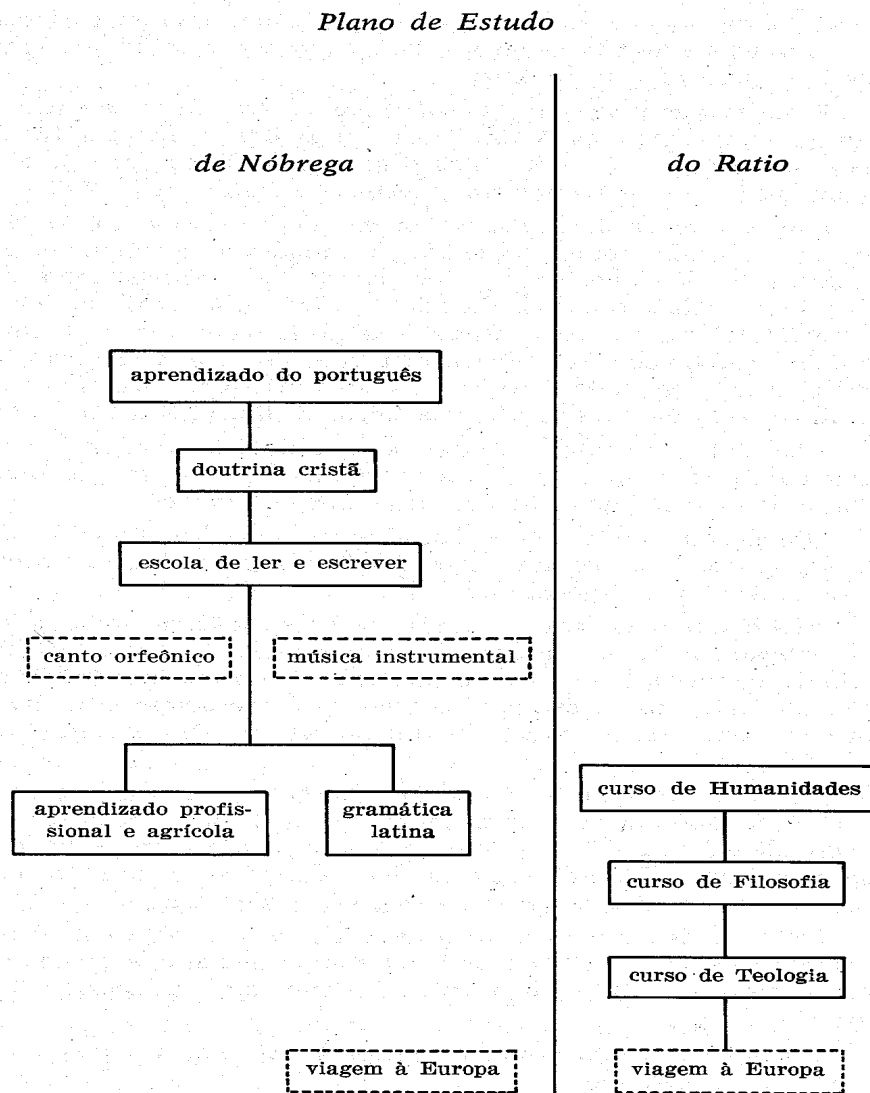 Plano de Estudo
de Nóbrega
do Ratio
aprendizado do português
doutrina cristã
escola de ler e escrever
canto orfeônico
música instrumental
aprendizado profis-
sional e agrícola
gramática
latina
viagem à Europa
curso de Humanidades
curso de Filosofia
curso de Teologia
viagem à Europa